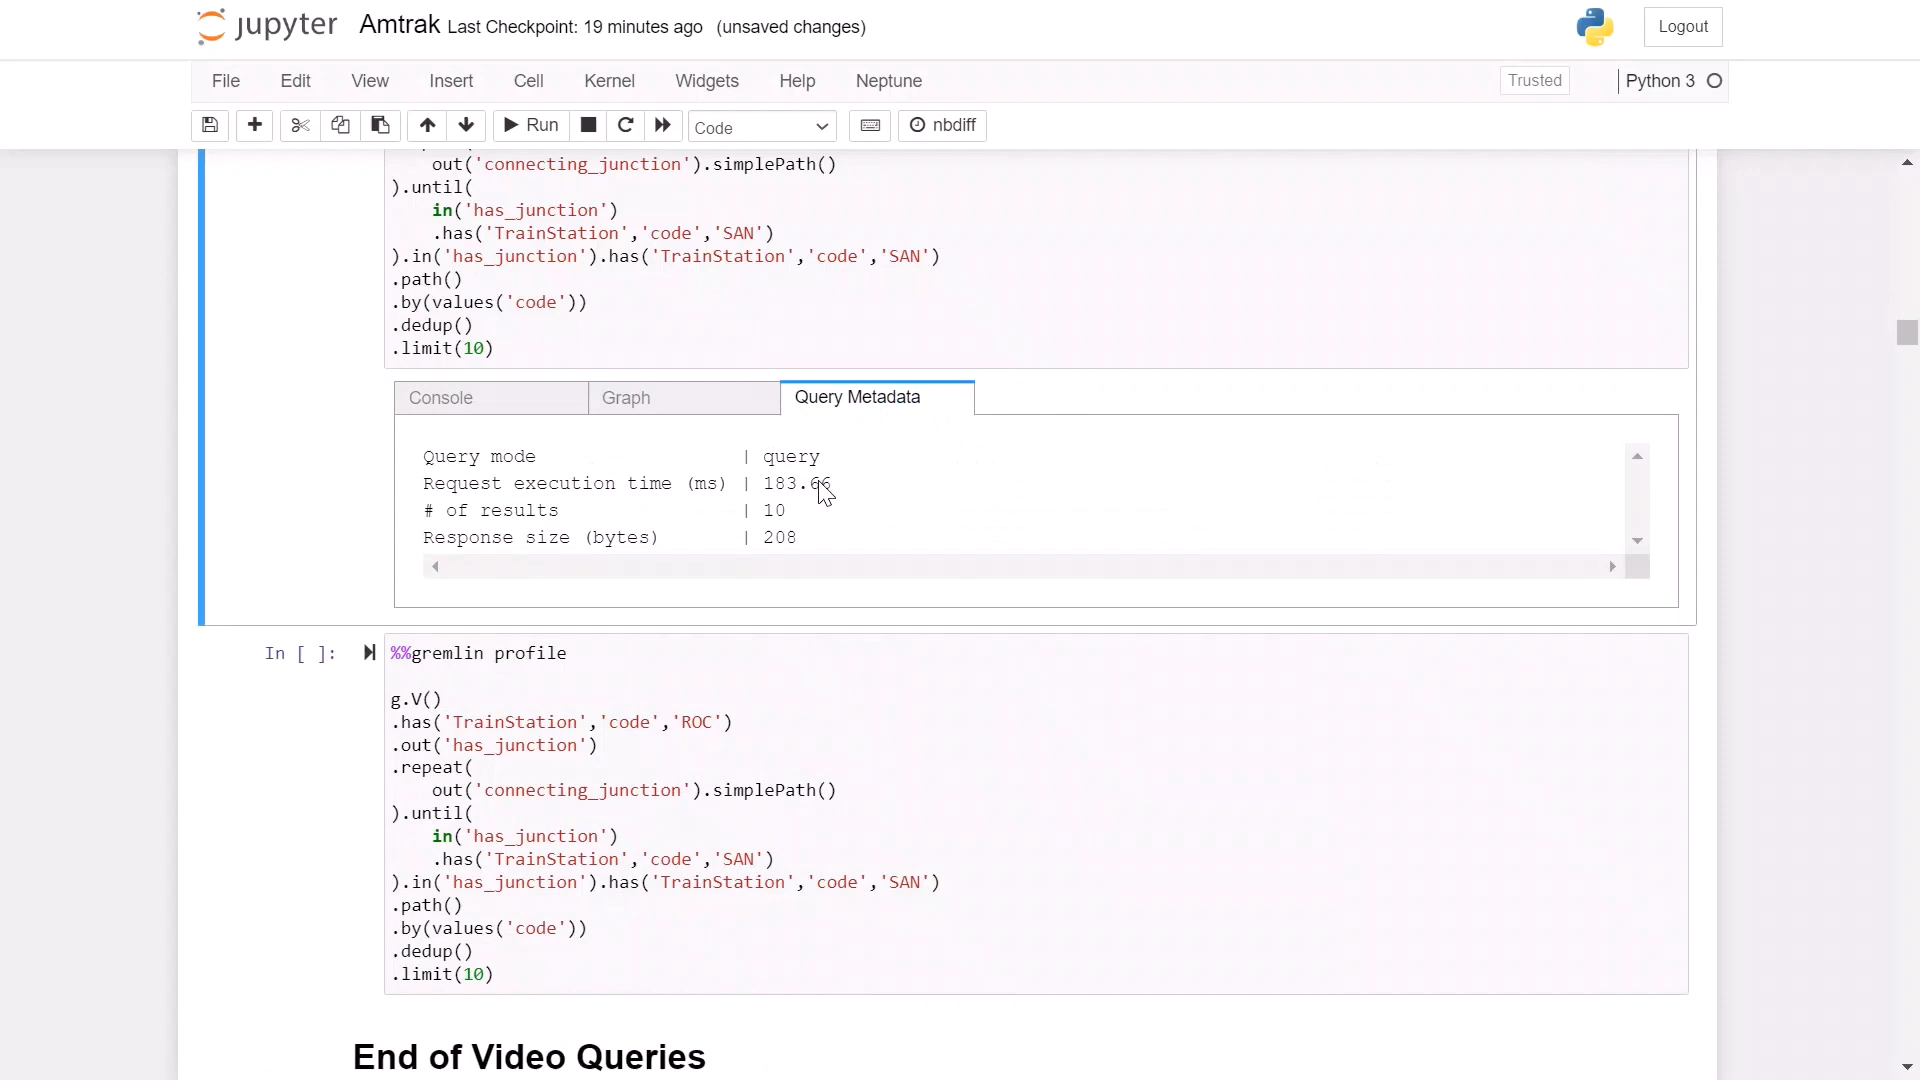 jupyter Amtrak Last Checkpoint: 19 minutes ago (unsaved changes) Logout
File Edit View Insert Cell Kernel Widgets Help Neptune Trusted Python 3
Run Code nbdiff
out('connecting_junction').simplePath()
).until(
in('has_junction')
.has('TrainStation','code','SAN')
).in('has_junction').has('TrainStation','code','SAN')
.path()
.by(values('code'))
.dedup()
.limit(10)
Console Graph Query Metadata
Query mode | query
Request execution time (ms) | 183.66
# of results | 10
Response size (bytes) | 208
In [ ]: %%gremlin profile
g.V()
.has('TrainStation','code','ROC')
.out('has_junction')
.repeat(
out('connecting_junction').simplePath()
).until(
in('has_junction')
.has('TrainStation','code','SAN')
).in('has_junction').has('TrainStation','code','SAN')
.path()
.by(values('code'))
.dedup()
.limit(10)
End of Video Queries